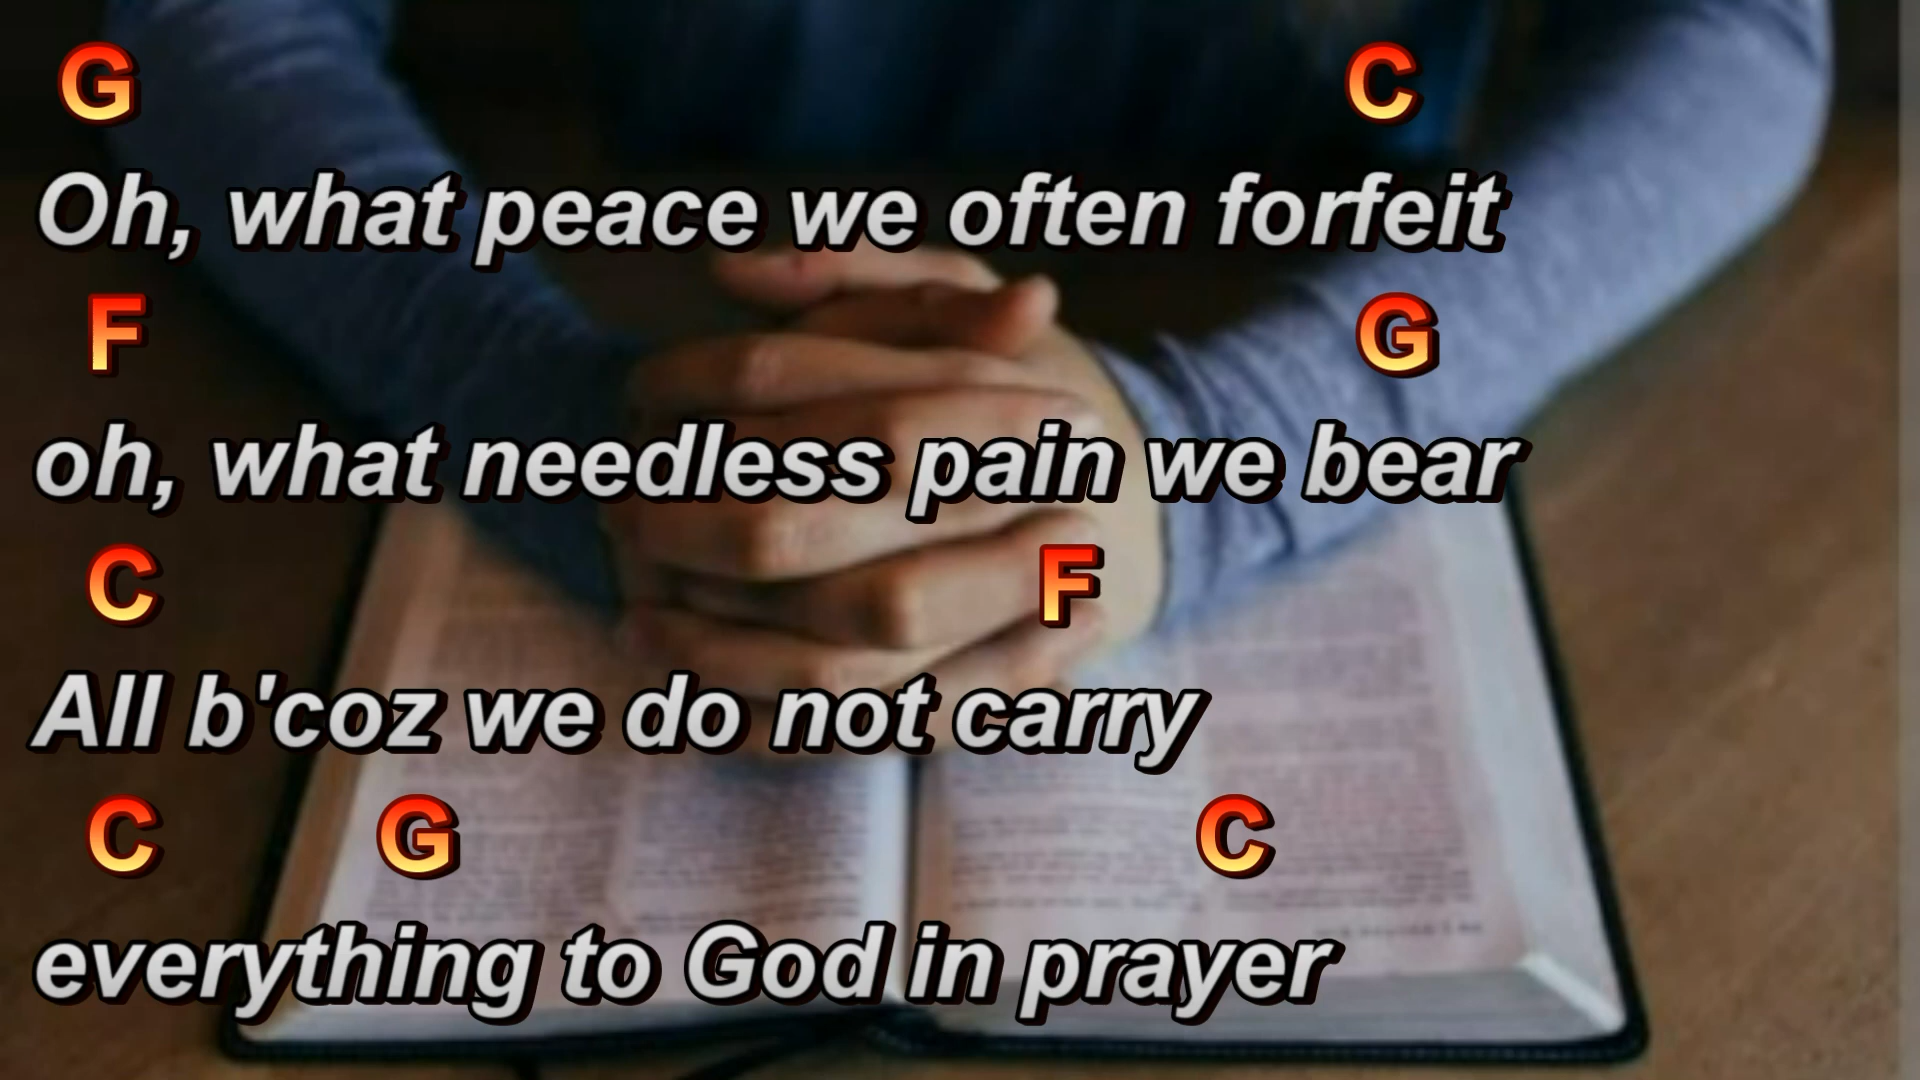 G C
Oh, what peace we often forfeit
F G
oh, what needless pain we bear
C F
All b'coz we do not carry
C G C
everything to God in prayer